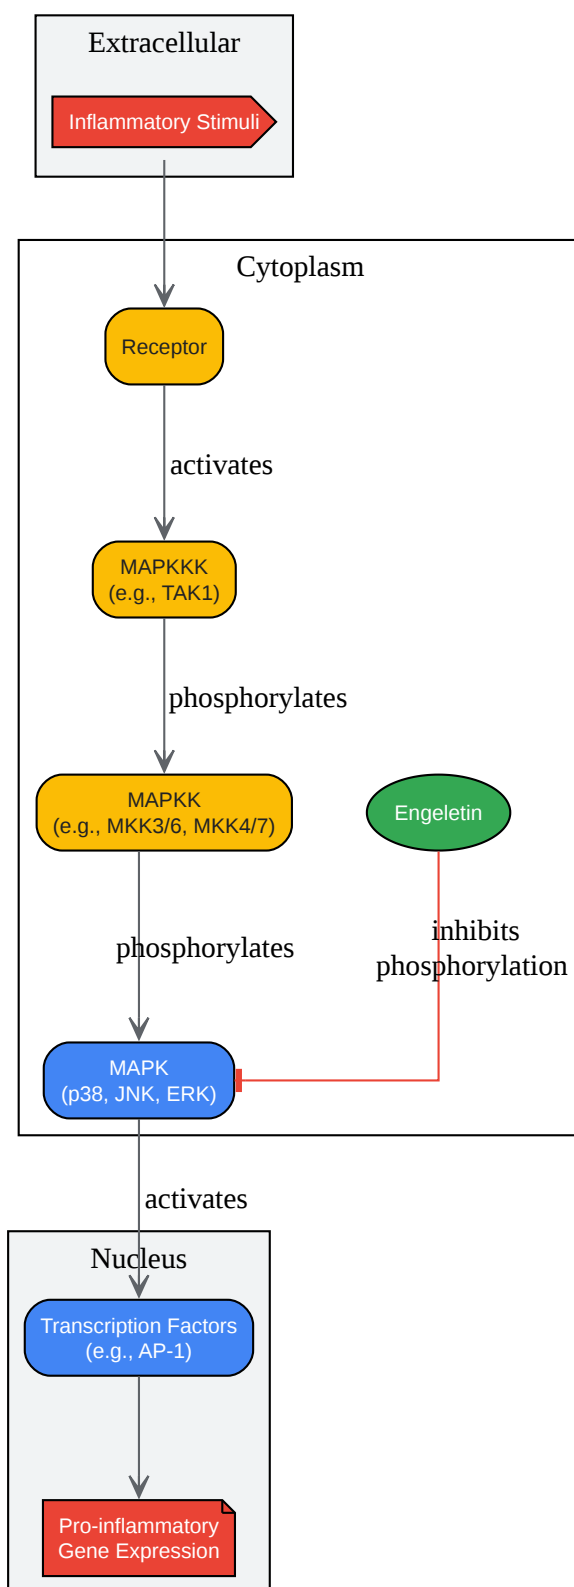 Extracellular
Inflammatory Stimuli
Cytoplasm
Receptor
activates
MAPKKK
(e.g., TAK1)
phosphorylates
MAPKK
(e.g., MKK3/6, MKK4/7)
Engeletin
phosphorylates
inhibits
phosphorylation
MAPK
(p38, JNK, ERK)
activates
Nucleus
Transcription Factors
(e.g., AP-1)
Pro-inflammatory
Gene Expression